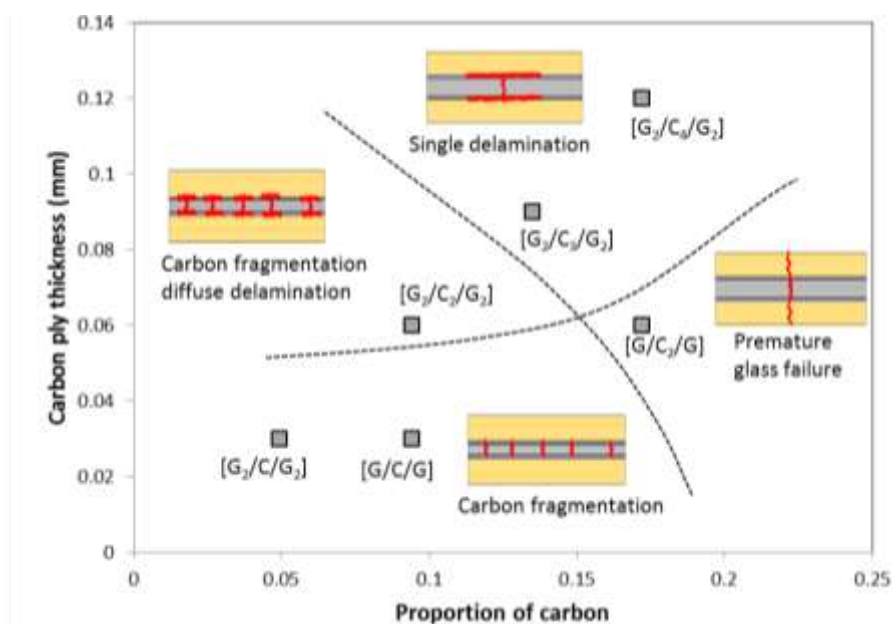 0.14
0.12
0.1
0.08
0.06
0.04
0.02
0
Carbon ply thickness (mm)
[G₂/C₄/G₂]
Single delamination
[G₂/C₃/G₂]
Carbon fragmentation
diffuse delamination
[G₂/C₂/G₂]
[G/C₂/G]
Premature
glass failure
[G₂/C/G₂]
[G/C/G]
Carbon fragmentation
0
0.05
0.1
0.15
0.2
0.25
Proportion of carbon